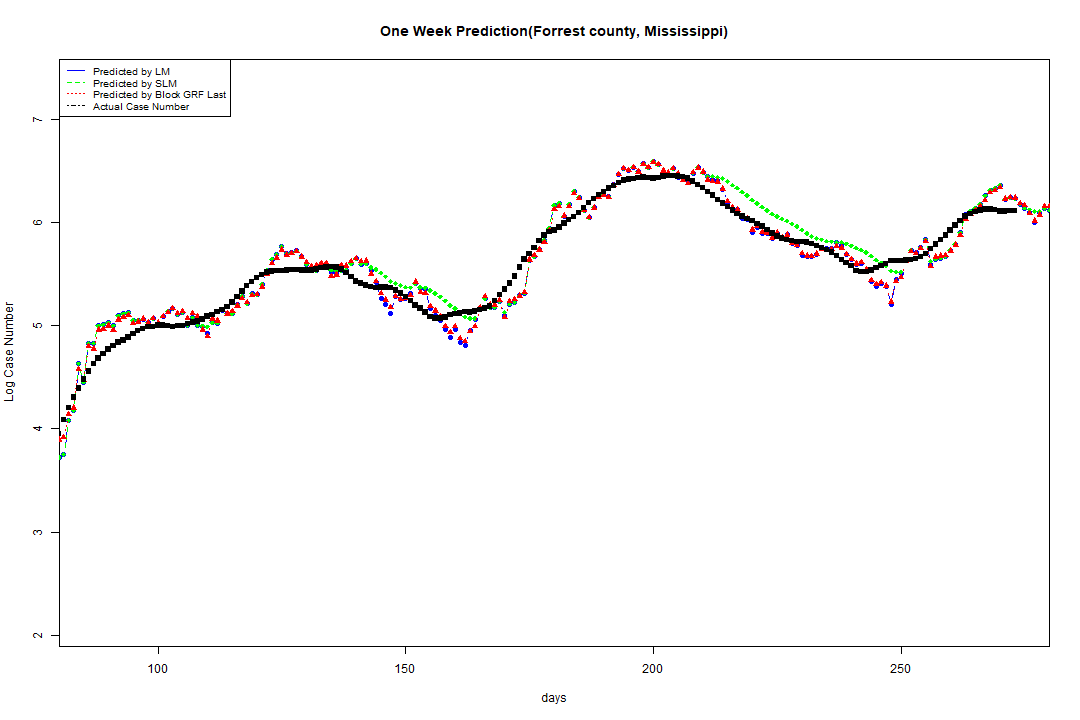 One Week Prediction(Forrest county, Mississippi)
Predicted by LM
Predicted by SLM
Predicted by Block GRF Last
Actual Case Number
7
6
5
4
3
2
Log Case Number
100 150 200 250
days